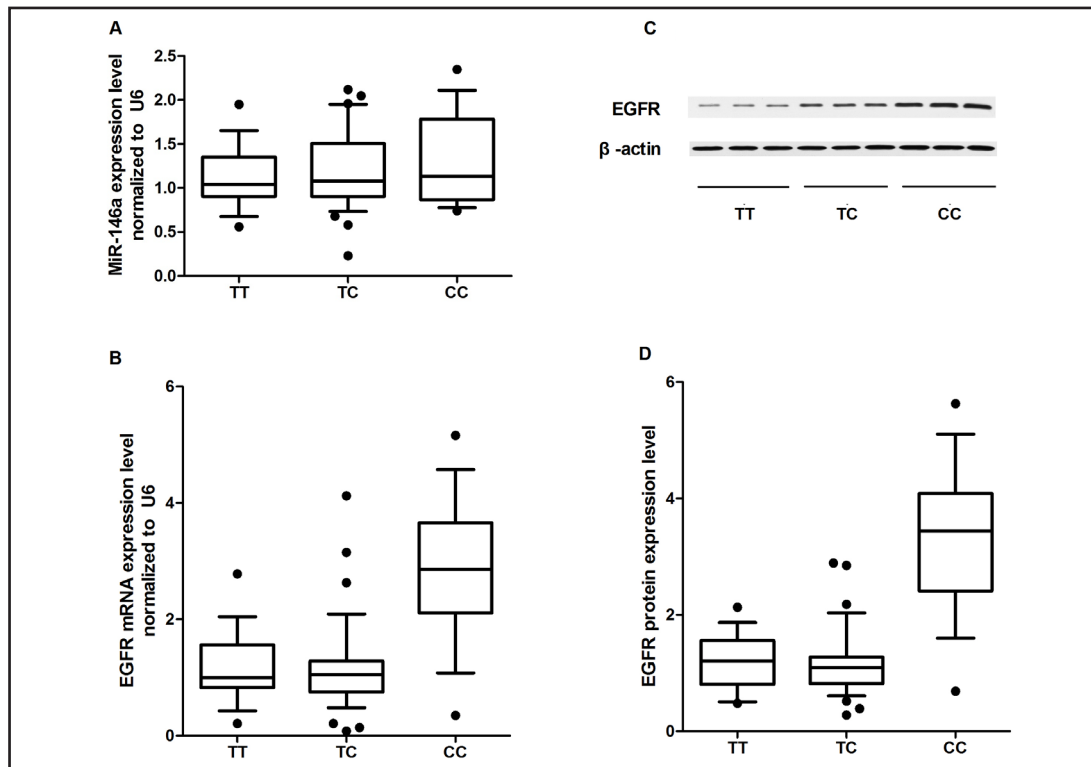 A
MiR-146a expression level
normalized to U6
2.5
2.0
1.5
1.0
0.5
0.0
TT TC CC
C
EGFR
β -actin
TT TC CC
B
EGFR mRNA expression level
normalized to U6
6
4
2
0
TT TC CC
D
EGFR protein expression level
6
4
2
0
TT TC CC